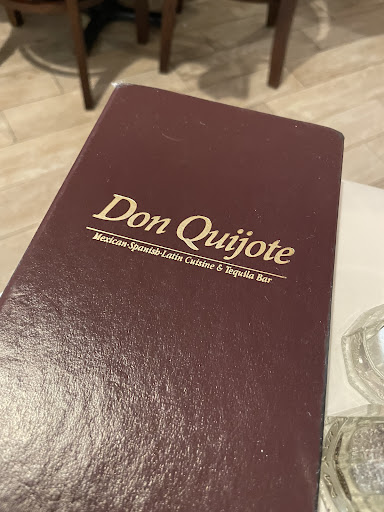 Don Quijote
Mexican-Spanish-Latin Cuisine & Tequila Bar